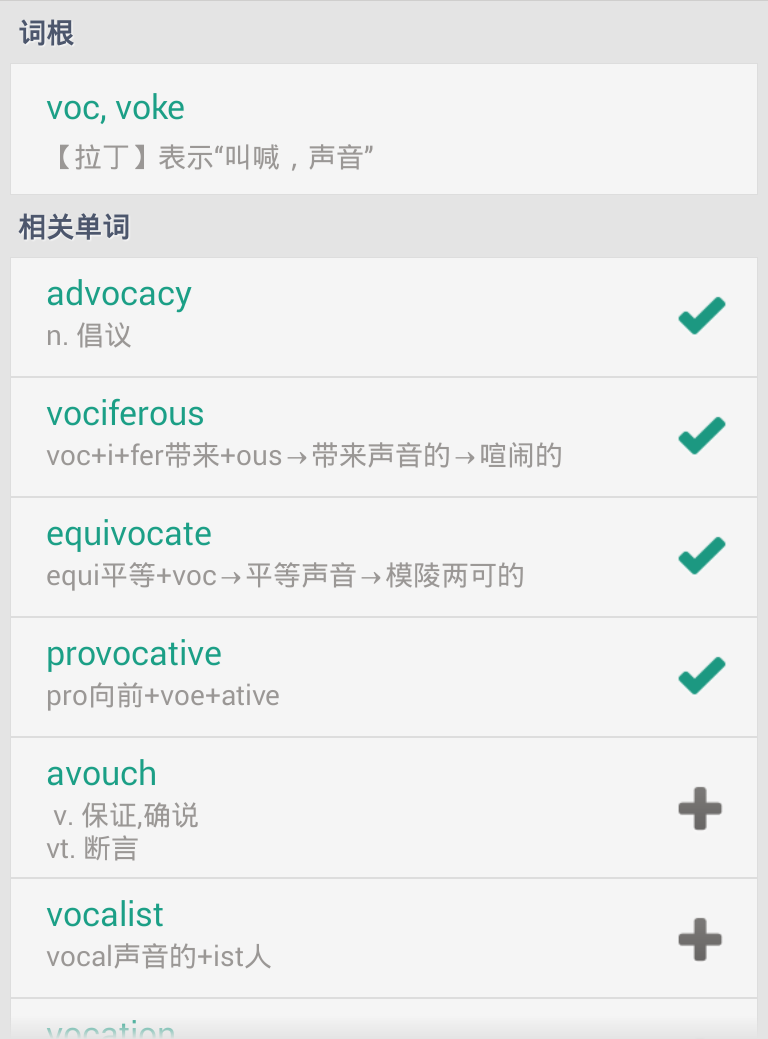 词根
voc, voke
【拉丁】表示“叫喊，声音”
相关单词
advocacy
n. 倡议
vociferous
voc+i+fer带来+ous→带来声音的→喧闹的
equivocate
equi平等+voc→平等声音→模陵两可的
provocative
pro向前+voe+ative
avouch
v. 保证,确说
vt. 断言
vocalist
vocal声音的+ist人
vocation